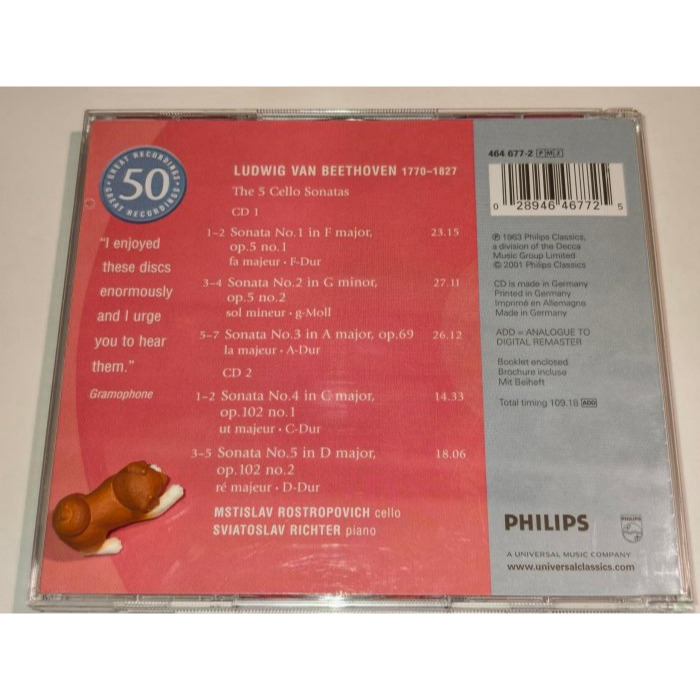 GREAT RECORDINGS
50
GREAT RECORDINGS
"I enjoyed
these discs
enormously
and I urge
you to hear
them."
Gramophone
LUDWIG VAN BEETHOVEN 1770–1827
The 5 Cello Sonatas
CD 1
1–2 Sonata No.1 in F major, 23.15
op.5 no.1
fa majeur · F-Dur
3–4 Sonata No.2 in G minor, 27.11
op.5 no.2
sol mineur · g-Moll
5–7 Sonata No.3 in A major, op.69 26.12
la majeur · A-Dur
CD 2
1–2 Sonata No.4 in C major, 14.33
op.102 no.1
ut majeur · C-Dur
3–5 Sonata No.5 in D major, 18.06
op.102 no.2
ré majeur · D-Dur
MSTISLAV ROSTROPOVICH cello
SVIATOSLAV RICHTER piano
464 677-2 PM2
0 28946 46772 5
℗ 1963 Philips Classics,
a division of the Decca
Music Group Limited
© 2001 Philips Classics
CD is made in Germany
Printed in Germany
Imprimé en Allemagne
Made in Germany
ADD = ANALOGUE TO
DIGITAL REMASTER
Booklet enclosed
Brochure incluse
Mit Beiheft
Total timing 109.18 ADD
PHILIPS
PHILIPS
A UNIVERSAL MUSIC COMPANY
www.universalclassics.com